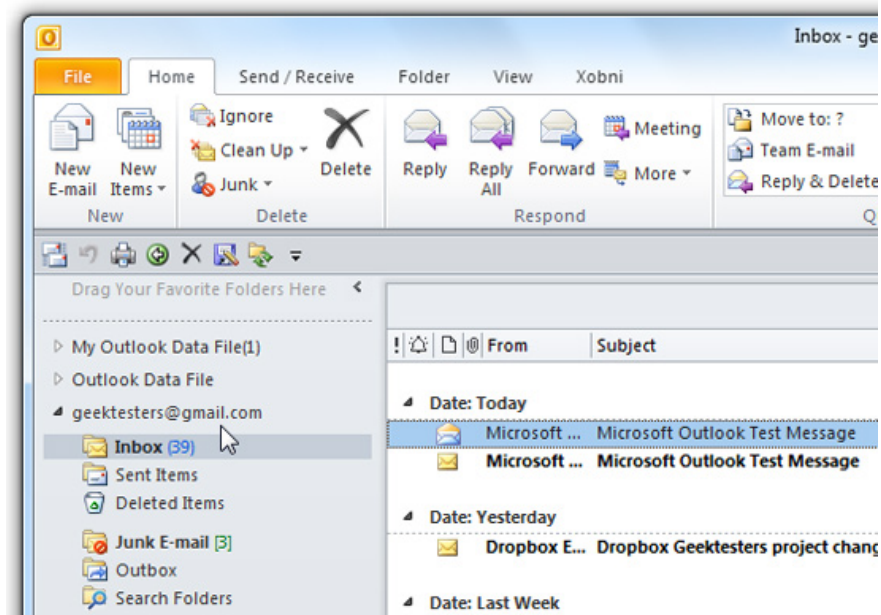 Inbox - ge
File Home Send / Receive Folder View Xobni
New E-mail
New Items
Ignore
Clean Up
Junk
Delete
Reply
Reply All
Forward
Meeting
More
Move to: ?
Team E-mail
Reply & Delete
New Delete Respond Q
Drag Your Favorite Folders Here
My Outlook Data File(1)
Outlook Data File
geektesters@gmail.com
Inbox (39)
Sent Items
Deleted Items
Junk E-mail [3]
Outbox
Search Folders
! From Subject
Date: Today
Microsoft ... Microsoft Outlook Test Message
Microsoft ... Microsoft Outlook Test Message
Date: Yesterday
Dropbox E... Dropbox Geektesters project chang
Date: Last Week